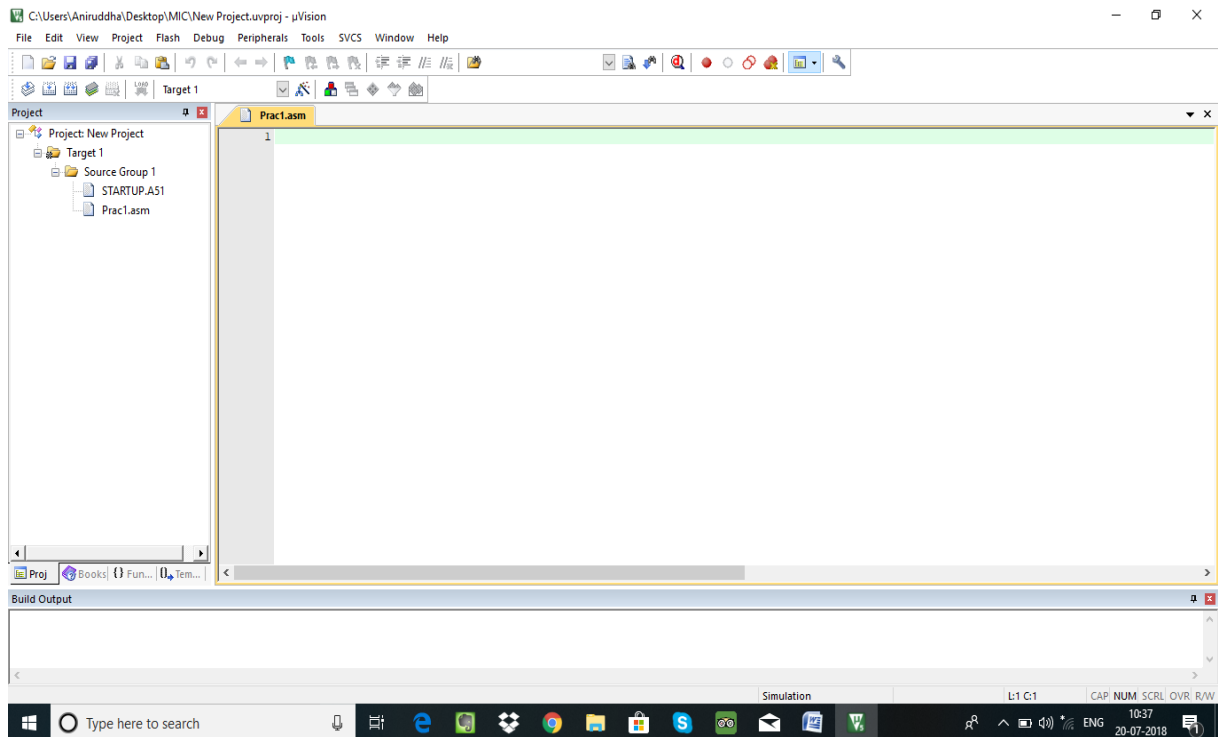 C:\Users\Aniruddha\Desktop\MIC\New Project.uvproj - µVision
File Edit View Project Flash Debug Peripherals Tools SVCS Window Help
LOAD Target 1
Project
Prac1.asm
Project: New Project
Target 1
Source Group 1
STARTUP.A51
Prac1.asm
1
Proj Books {} Fun... 0 Tem...
Build Output
Simulation L:1 C:1 CAP NUM SCRL OVR R/W
Type here to search
ENG
10:37
20-07-2018
1